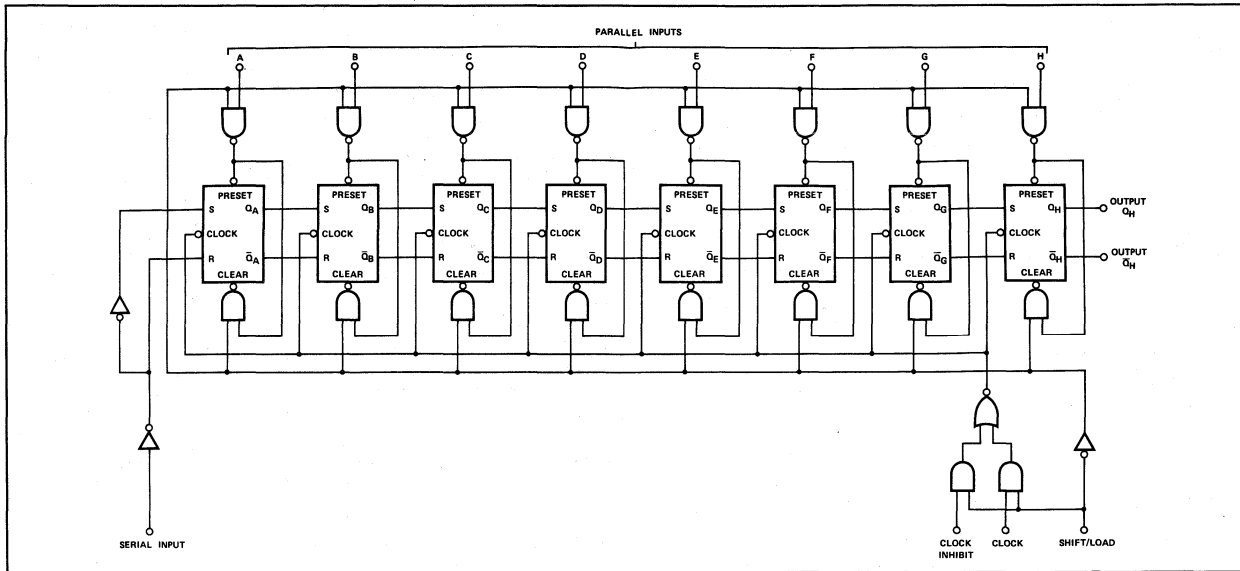 PARALLEL INPUTS
A B C D E F G H
PRESET PRESET PRESET PRESET PRESET PRESET PRESET PRESET
S QA S QB S QC S QD S QE S QF S QG S QH OUTPUT QH
CLOCK CLOCK CLOCK CLOCK CLOCK CLOCK CLOCK CLOCK
R Q̅A R Q̅B R Q̅C R Q̅D R Q̅E R Q̅F R Q̅G R Q̅H OUTPUT Q̅H
CLEAR CLEAR CLEAR CLEAR CLEAR CLEAR CLEAR CLEAR
SERIAL INPUT CLOCK INHIBIT CLOCK SHIFT/LOAD